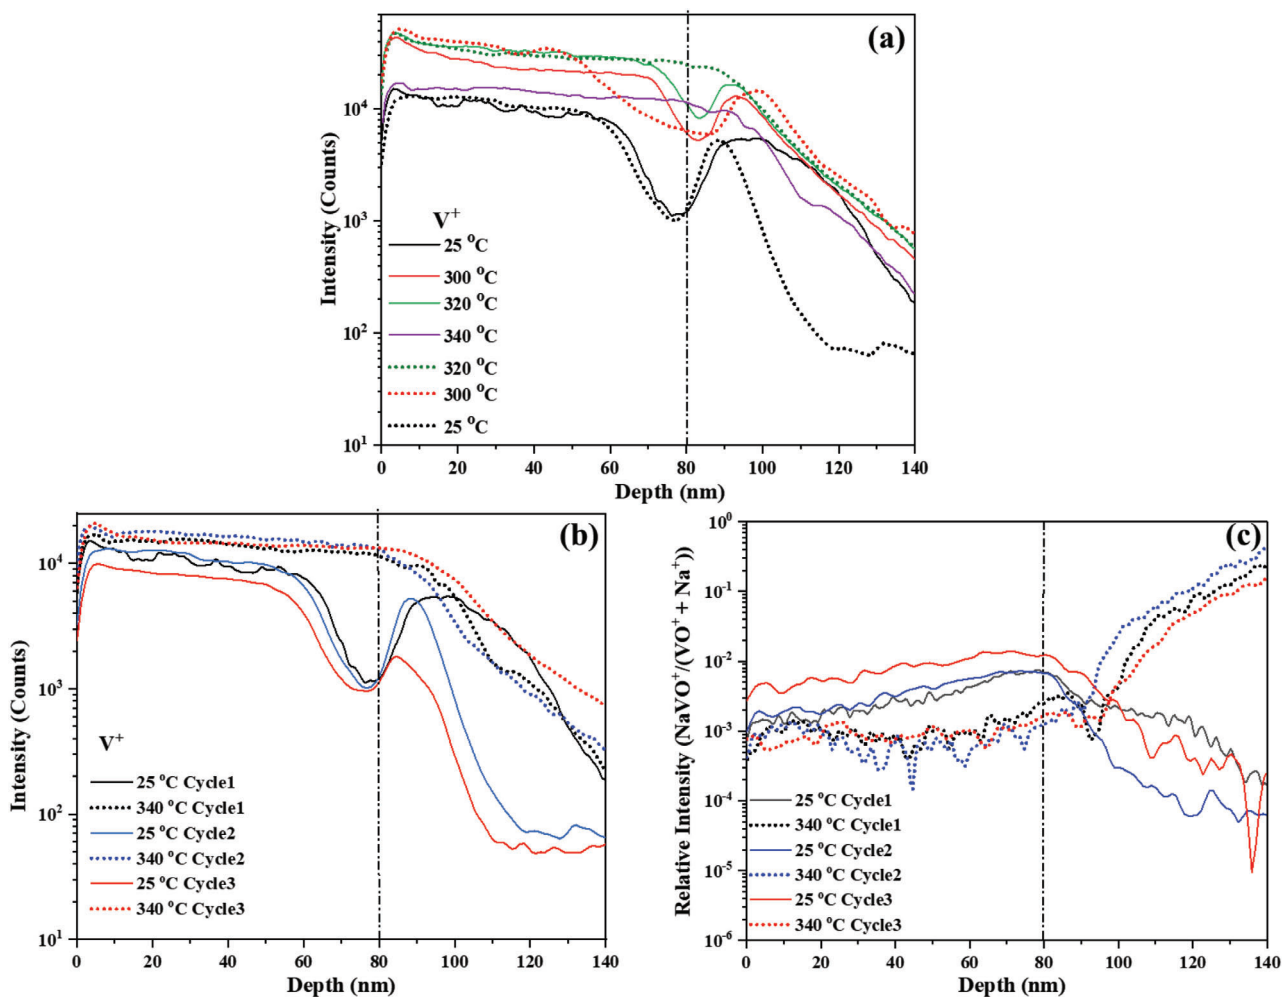 (a)
Intensity (Counts)
10⁴
10³
10²
10¹
V⁺
25 °C
300 °C
320 °C
340 °C
320 °C
300 °C
25 °C
0 20 40 60 80 100 120 140
Depth (nm)
(b)
Intensity (Counts)
10⁴
10³
10²
10¹
V⁺
25 °C Cycle1
340 °C Cycle1
25 °C Cycle2
340 °C Cycle2
25 °C Cycle3
340 °C Cycle3
0 20 40 60 80 100 120 140
Depth (nm)
(c)
Relative Intensity (NaVO⁺/(VO⁺ + Na⁺))
10⁰
10⁻¹
10⁻²
10⁻³
10⁻⁴
10⁻⁵
10⁻⁶
25 °C Cycle1
340 °C Cycle1
25 °C Cycle2
340 °C Cycle2
25 °C Cycle3
340 °C Cycle3
0 20 40 60 80 100 120 140
Depth (nm)